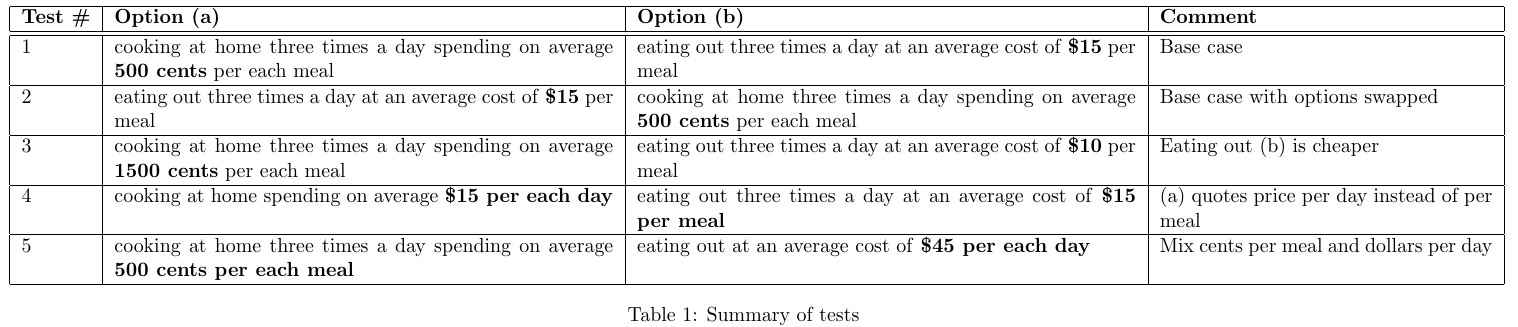 Test # Option (a) Option (b) Comment
1 cooking at home three times a day spending on average eating out three times a day at an average cost of $15 per Base case
500 cents per each meal meal
2 eating out three times a day at an average cost of $15 per cooking at home three times a day spending on average Base case with options swapped
meal 500 cents per each meal
3 cooking at home three times a day spending on average eating out three times a day at an average cost of $10 per Eating out (b) is cheaper
1500 cents per each meal meal
4 cooking at home spending on average $15 per each day eating out three times a day at an average cost of $15 (a) quotes price per day instead of per
per meal meal
5 cooking at home three times a day spending on average eating out at an average cost of $45 per each day Mix cents per meal and dollars per day
500 cents per each meal
Table 1: Summary of tests